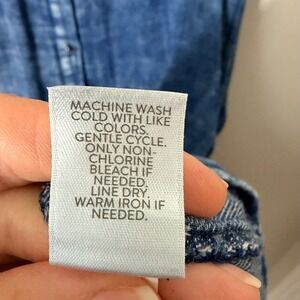 MACHINE WASH
COLD WITH LIKE
COLORS.
GENTLE CYCLE.
ONLY NON-
CHLORINE
BLEACH IF
NEEDED.
LINE DRY.
WARM IRON IF
NEEDED.